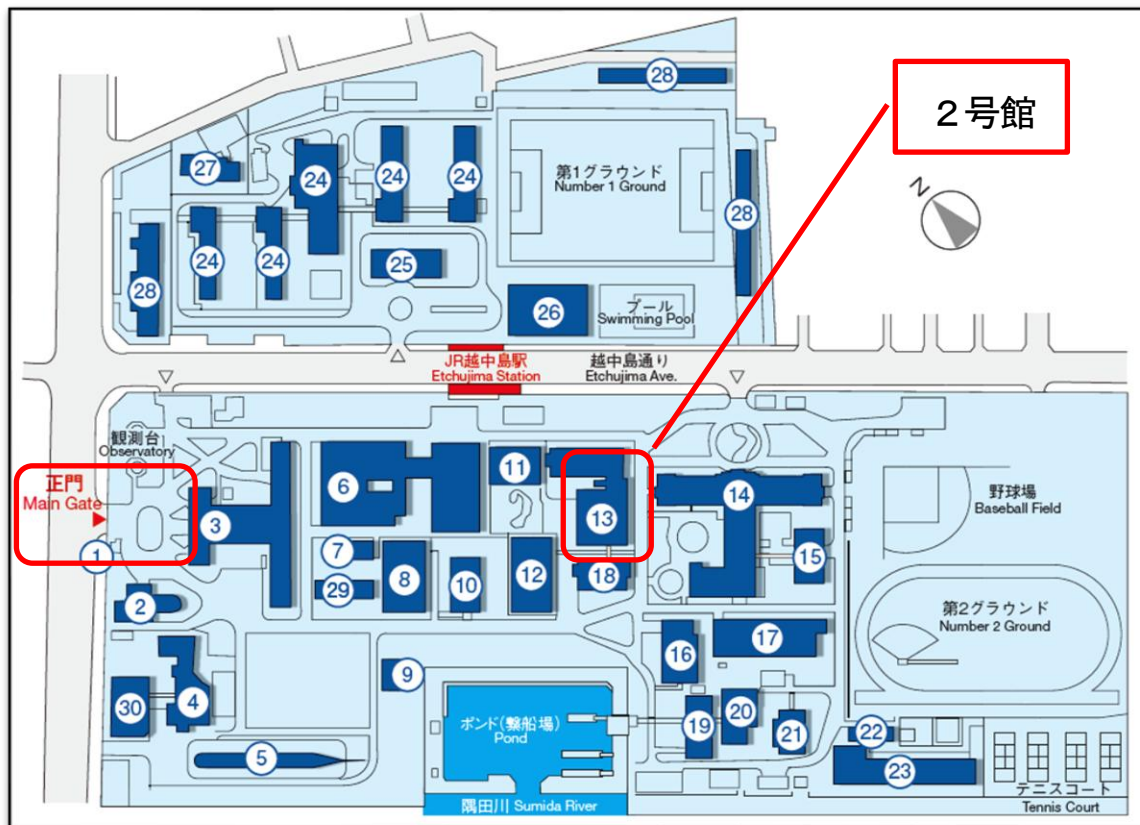 28
２号館
27
24
24
24
第1グラウンド
Number 1 Ground
28
N
24
24
25
28
26
プール
Swimming Pool
JR越中島駅
Etchujima Station
越中島通り
Etchujima Ave.
観測台
Observatory
正門
Main Gate
1
3
6
11
13
14
15
野球場
Baseball Field
7
8
10
12
18
29
2
第2グラウンド
Number 2 Ground
16
17
30
4
9
5
ポンド(繋船場)
Pond
19
20
21
22
23
隅田川 Sumida River
テニスコート
Tennis Court